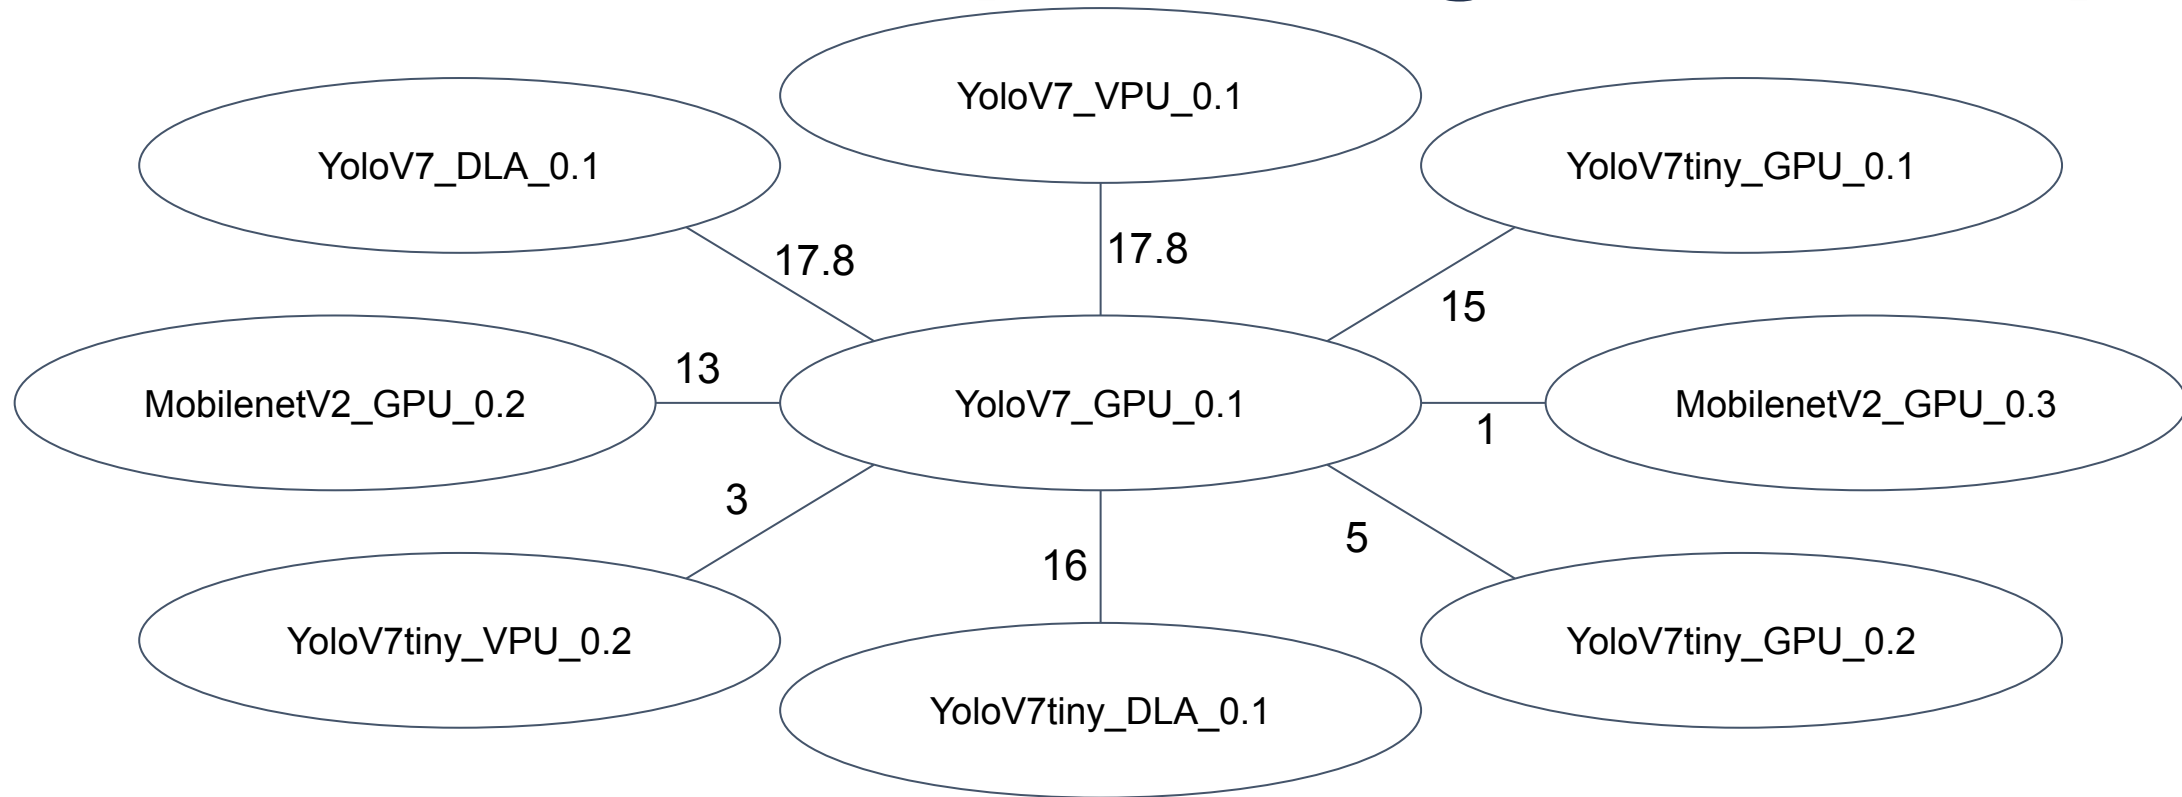 YoloV7_VPU_0.1
YoloV7_DLA_0.1
YoloV7tiny_GPU_0.1
17.8
17.8
15
13
MobilenetV2_GPU_0.2
YoloV7_GPU_0.1
MobilenetV2_GPU_0.3
1
3
5
16
YoloV7tiny_VPU_0.2
YoloV7tiny_GPU_0.2
YoloV7tiny_DLA_0.1